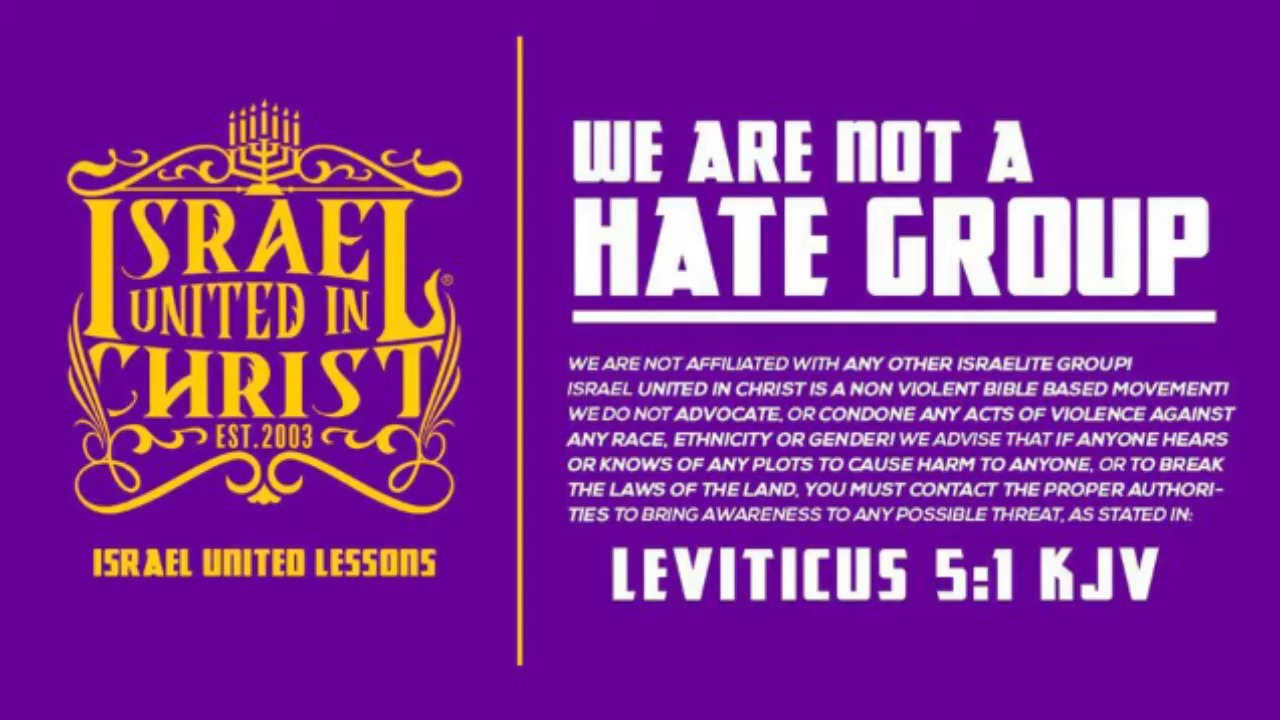 ISRAEL
UNITED IN
CHRIST
EST. 2003
ISRAEL UNITED LESSONS
WE ARE NOT A
HATE GROUP
WE ARE NOT AFFILIATED WITH ANY OTHER ISRAELITE GROUP!
ISRAEL UNITED IN CHRIST IS A NON VIOLENT BIBLE BASED MOVEMENT!
WE DO NOT ADVOCATE, OR CONDONE ANY ACTS OF VIOLENCE AGAINST
ANY RACE, ETHNICITY OR GENDER! WE ADVISE THAT IF ANYONE HEARS
OR KNOWS OF ANY PLOTS TO CAUSE HARM TO ANYONE, OR TO BREAK
THE LAWS OF THE LAND, YOU MUST CONTACT THE PROPER AUTHORI-
TIES TO BRING AWARENESS TO ANY POSSIBLE THREAT, AS STATED IN:
LEVITICUS 5:1 KJV